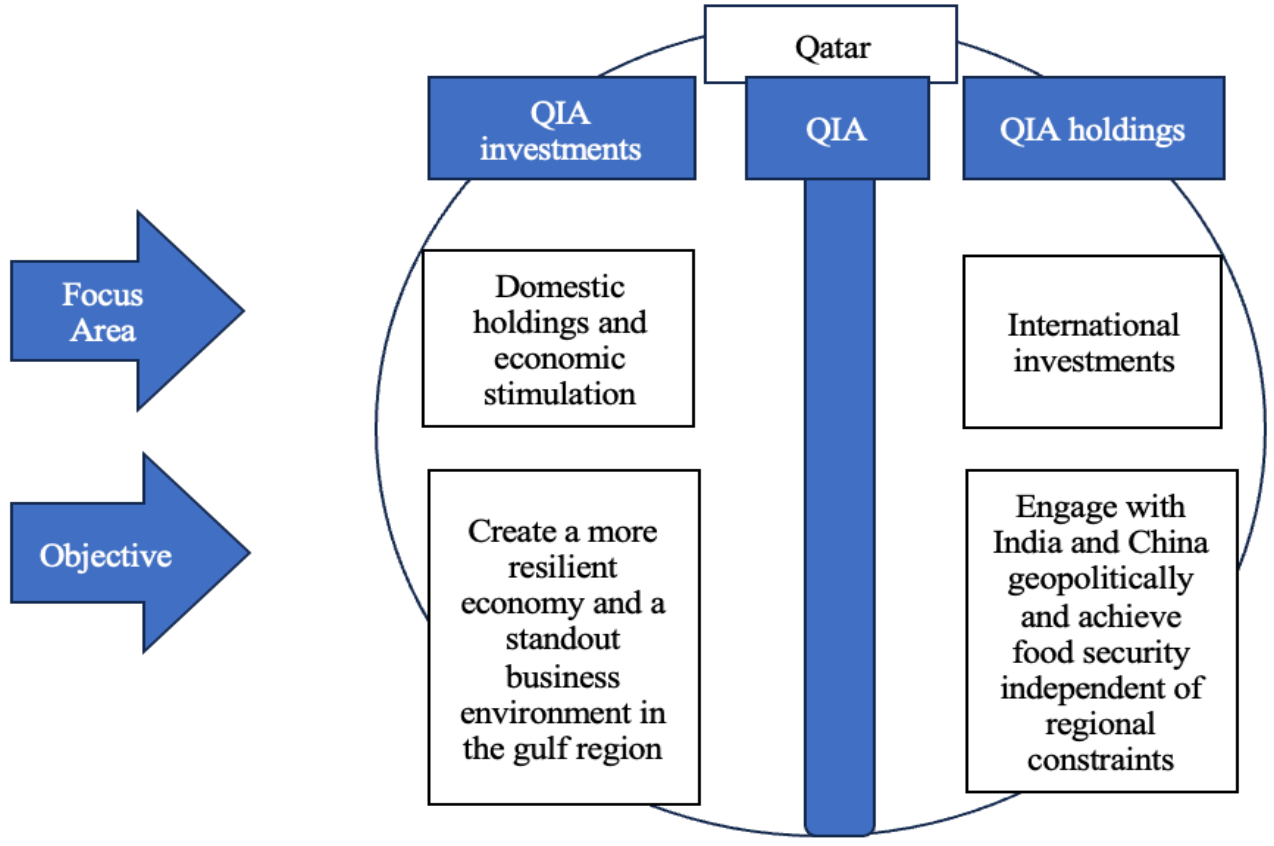 Qatar
QIA
investments
QIA
QIA holdings
Focus
Area
Domestic
holdings and
economic
stimulation
International
investments
Objective
Create a more
resilient
economy and a
standout
business
environment in
the gulf region
Engage with
India and China
geopolitically
and achieve
food security
independent of
regional
constraints